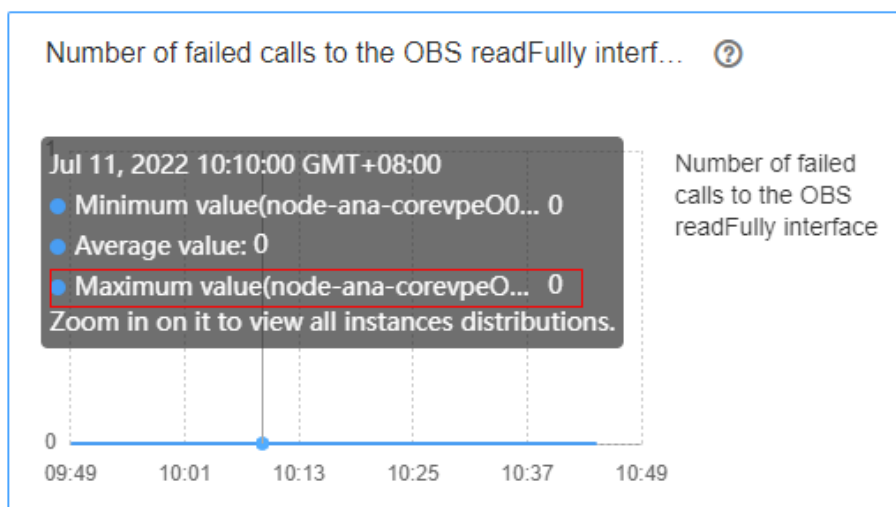 Number of failed calls to the OBS readFully interf... ?
1
Jul 11, 2022 10:10:00 GMT+08:00
Minimum value(node-ana-corevpeO0... 0
Average value: 0
Maximum value(node-ana-corevpeO... 0
Zoom in on it to view all instances distributions.
Number of failed
calls to the OBS
readFully interface
0
09:49 10:01 10:13 10:25 10:37 10:49